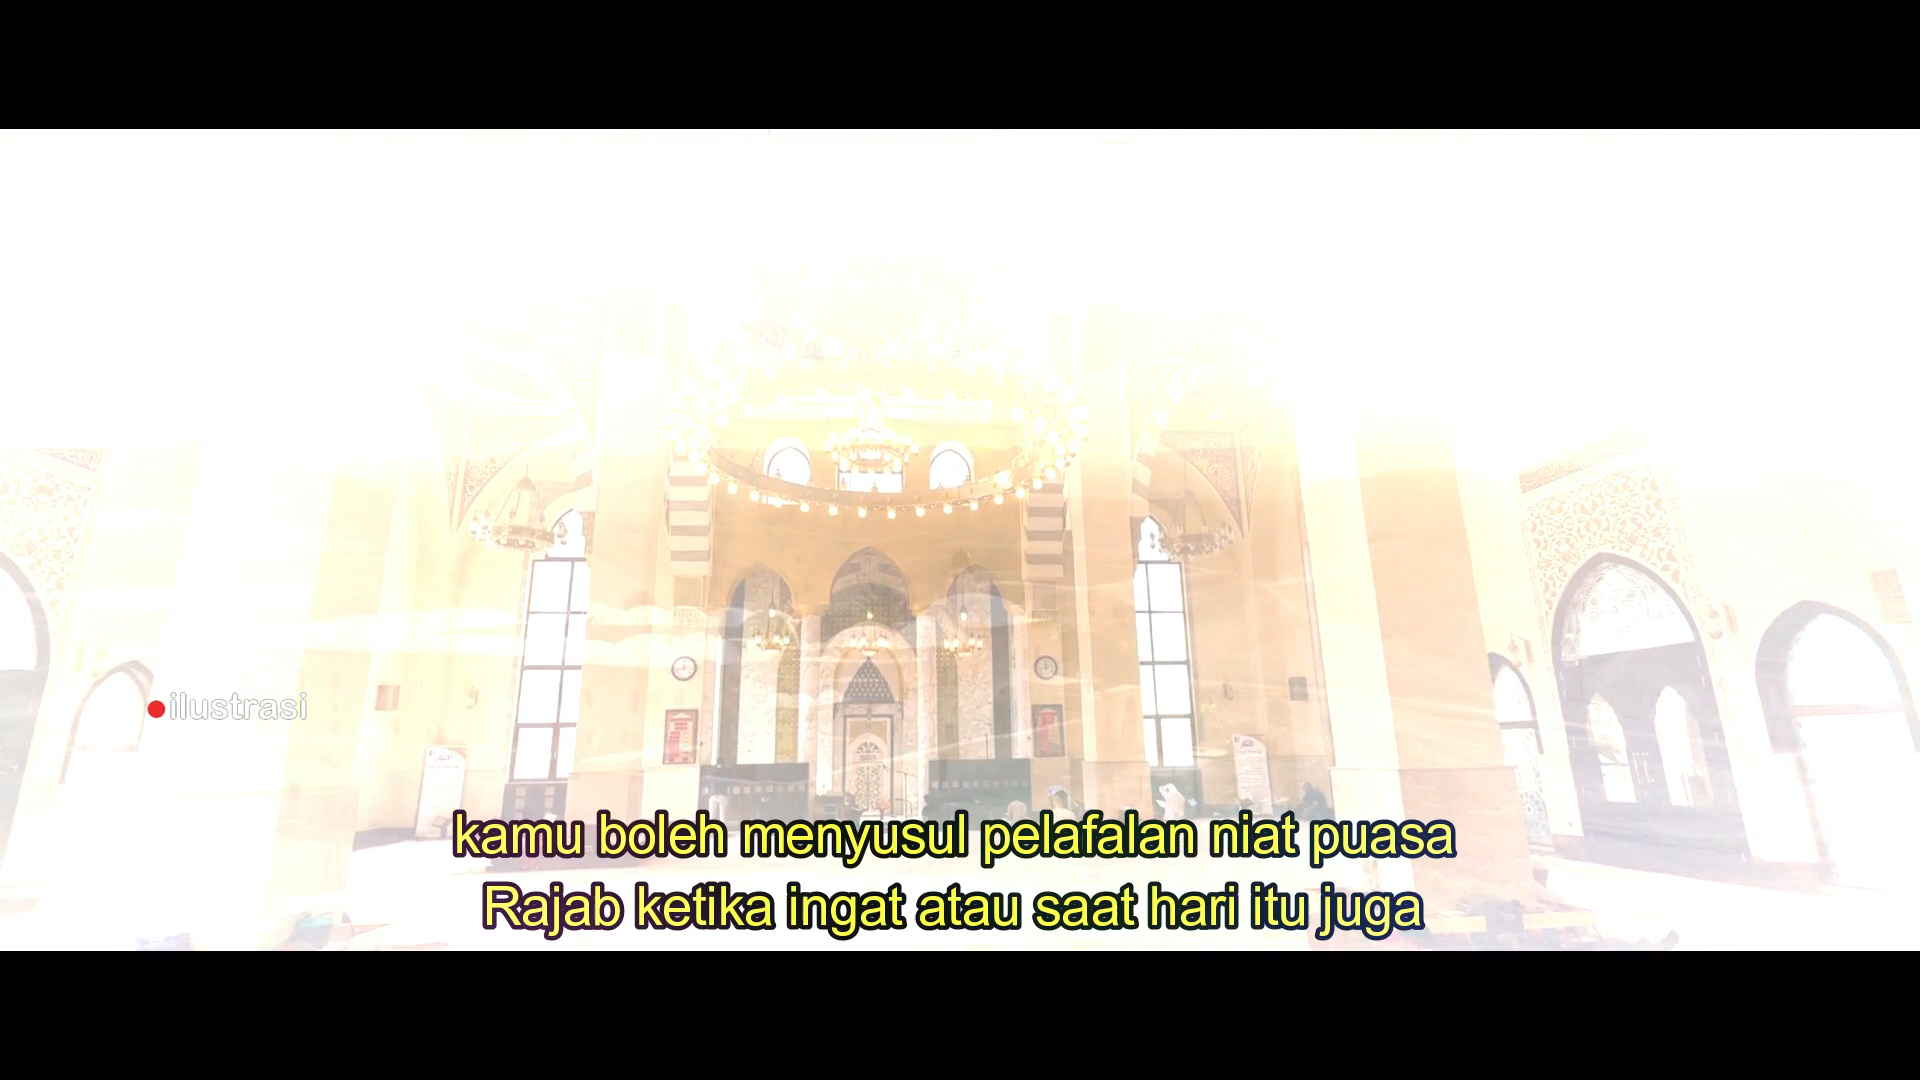 ilustrasi
kamu boleh menyusul pelafalan niat puasa
Rajab ketika ingat atau saat hari itu juga